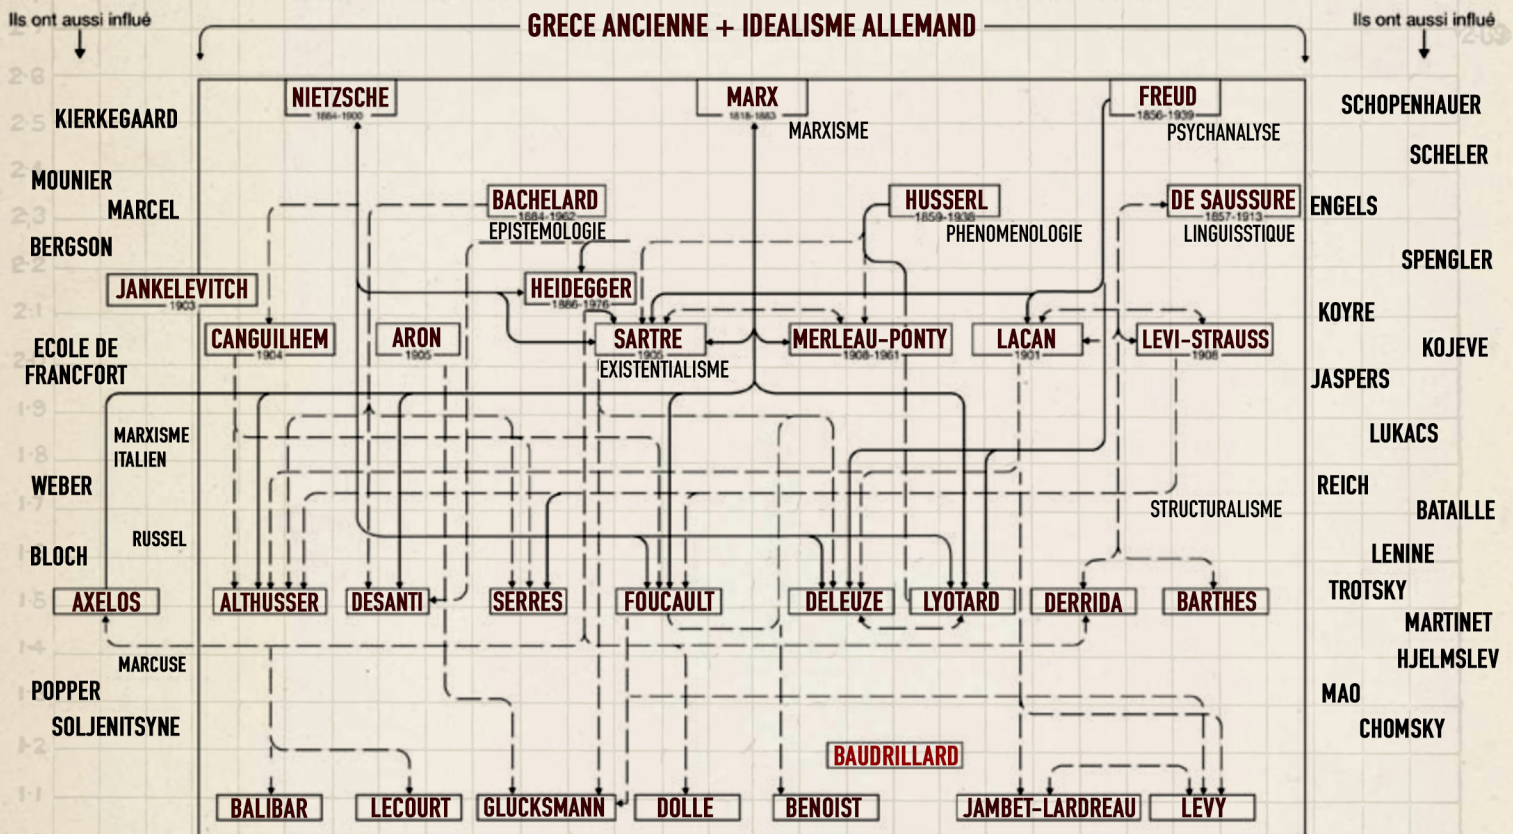 Ils ont aussi influé
GRECE ANCIENNE + IDEALISME ALLEMAND
Ils ont aussi influé
NIETZSCHE
MARX
1818-1883
MARXISME
FREUD
1856-1939
PSYCHANALYSE
KIERKEGAARD
SCHOPENHAUER
SCHELER
MOUNIER
MARCEL
BERGSON
BACHELARD
1884-1962
EPISTEMOLOGIE
HUSSERL
1859-1938
PHENOMENOLOGIE
DE SAUSSURE
1857-1913
LINGUISSTIQUE
ENGELS
SPENGLER
JANKELEVITCH
1903
HEIDEGGER
1886-1976
KOYRE
CANGUILHEM
1904
ARON
1905
SARTRE
1905
EXISTENTIALISME
MERLEAU-PONTY
1908-1961
LACAN
1901
LEVI-STRAUSS
1908
KOJEVE
ECOLE DE
FRANCFORT
JASPERS
MARXISME
ITALIEN
LUKACS
WEBER
REICH
STRUCTURALISME
BATAILLE
RUSSEL
BLOCH
LENINE
TROTSKY
AXELOS
ALTHUSSER
DESANTI
SERRES
FOUCAULT
DELEUZE
LYOTARD
DERRIDA
BARTHES
MARTINET
MARCUSE
HJELMSLEV
POPPER
MAO
SOLJENITSYNE
CHOMSKY
BAUDRILLARD
BALIBAR
LECOURT
GLUCKSMANN
DOLLE
BENOIST
JAMBET-LARDREAU
LEVY